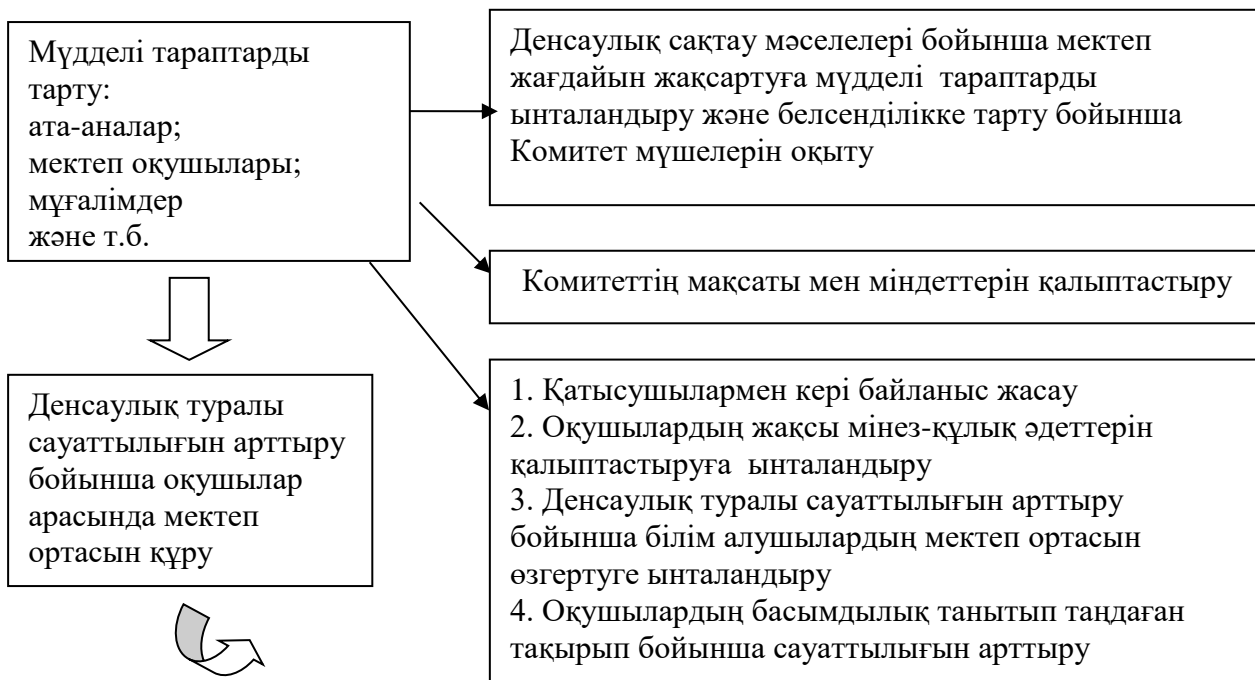 Мүдделі тараптарды
тарту:
ата-аналар;
мектеп оқушылары;
мұғалімдер
және т.б.
Денсаулық сақтау мәселелері бойынша мектеп
жағдайын жақсартуға мүдделі тараптарды
ынталандыру және белсенділікке тарту бойынша
Комитет мүшелерін оқыту
Комитеттің мақсаты мен міндеттерін қалыптастыру
Денсаулық туралы
сауаттылығын арттыру
бойынша оқушылар
арасында мектеп
ортасын құру
1. Қатысушылармен кері байланыс жасау
2. Оқушылардың жақсы мінез-құлық әдеттерін
қалыптастыруға ынталандыру
3. Денсаулық туралы сауаттылығын арттыру
бойынша білім алушылардың мектеп ортасын
өзгертуге ынталандыру
4. Оқушылардың басымдылық танытып таңдаған
тақырып бойынша сауаттылығын арттыру